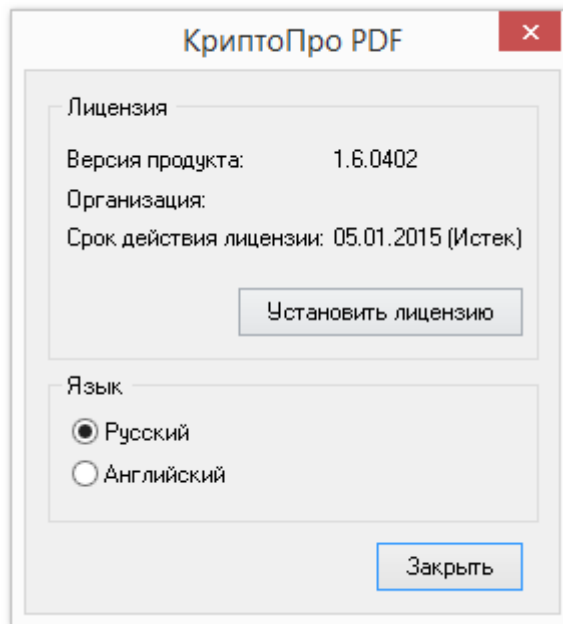 КриптоПро PDF
Лицензия
Версия продукта: 1.6.0402
Организация:
Срок действия лицензии: 05.01.2015 (Истек)
Установить лицензию
Язык
Русский
Английский
Закрыть